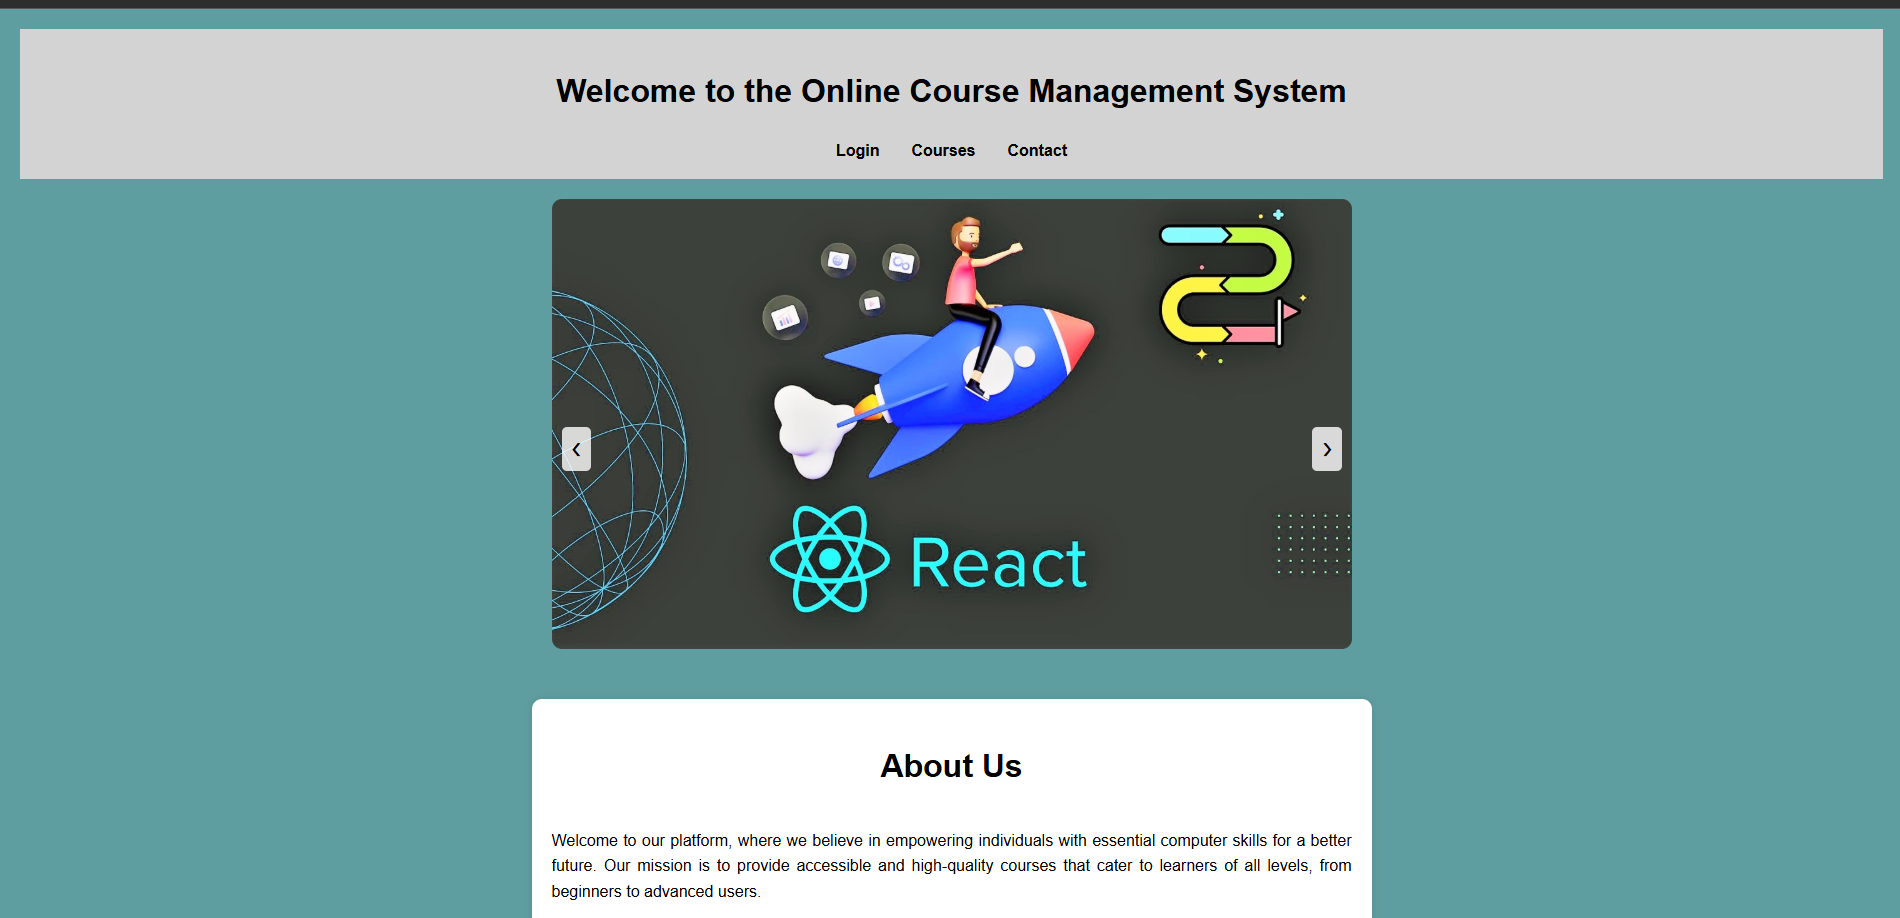 Welcome to the Online Course Management System
Login Courses Contact
React
About Us
Welcome to our platform, where we believe in empowering individuals with essential computer skills for a better
future. Our mission is to provide accessible and high-quality courses that cater to learners of all levels, from
beginners to advanced users.